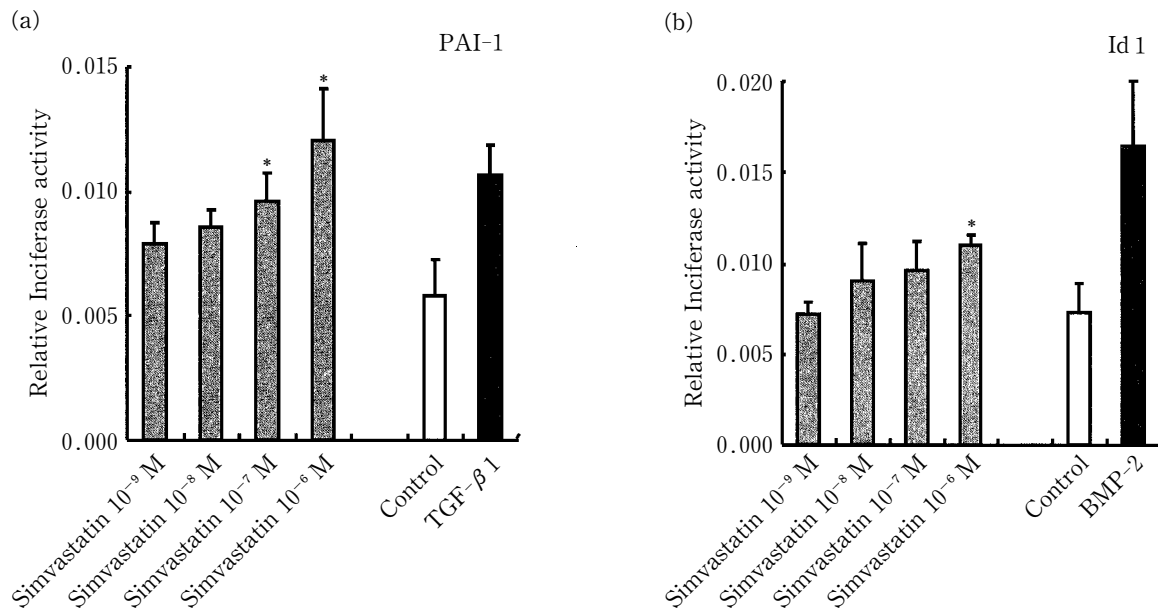 (a)
PAI-1
Relative Inciferase activity
0.015
0.010
0.005
0.000
*
*
Simvastatin 10⁻⁹ M
Simvastatin 10⁻⁸ M
Simvastatin 10⁻⁷ M
Simvastatin 10⁻⁶ M
Control
TGF-β1
(b)
Id 1
Relative Inciferase activity
0.020
0.015
0.010
0.005
0.000
*
Simvastatin 10⁻⁹ M
Simvastatin 10⁻⁸ M
Simvastatin 10⁻⁷ M
Simvastatin 10⁻⁶ M
Control
BMP-2